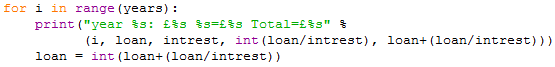 for i in range(years):
    print("year %s: £%s %s=£%s Total=£%s" %
          (i, loan, intrest, int(loan/intrest), loan+(loan/intrest)))
    loan = int(loan+(loan/intrest))